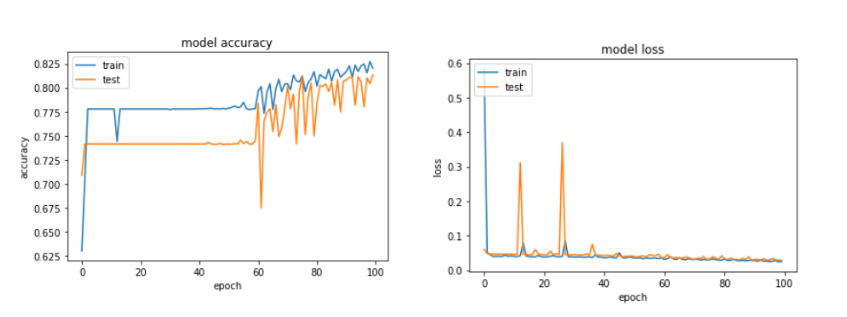 model accuracy
train
test
accuracy
0.825
0.800
0.775
0.750
0.725
0.700
0.675
0.650
0.625
0 20 40 60 80 100
epoch
model loss
train
test
loss
0.6
0.5
0.4
0.3
0.2
0.1
0.0
0 20 40 60 80 100
epoch